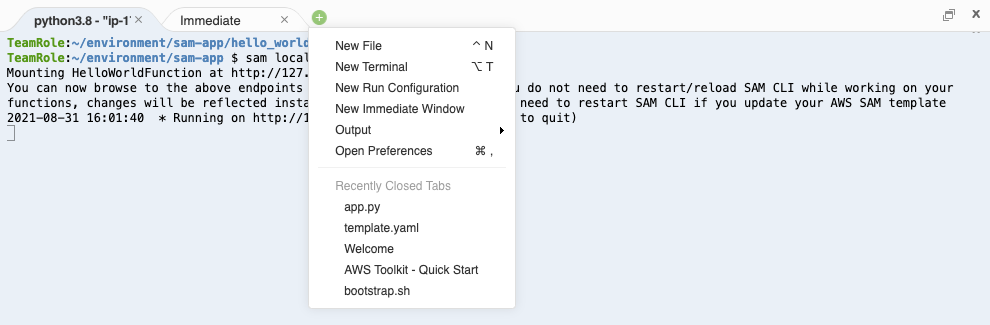 python3.8 - "ip-1
Immediate
TeamRole:~/environment/sam-app/hello_world
TeamRole:~/environment/sam-app $ sam loca
Mounting HelloWorldFunction at http://127.
You can now browse to the above endpoints do not need to restart/reload SAM CLI while working on your
functions, changes will be reflected insta need to restart SAM CLI if you update your AWS SAM template
2021-08-31 16:01:40 * Running on http://1 to quit)
New File ^ N
New Terminal ⌥ T
New Run Configuration
New Immediate Window
Output
Open Preferences ⌘ ,
Recently Closed Tabs
app.py
template.yaml
Welcome
AWS Toolkit - Quick Start
bootstrap.sh